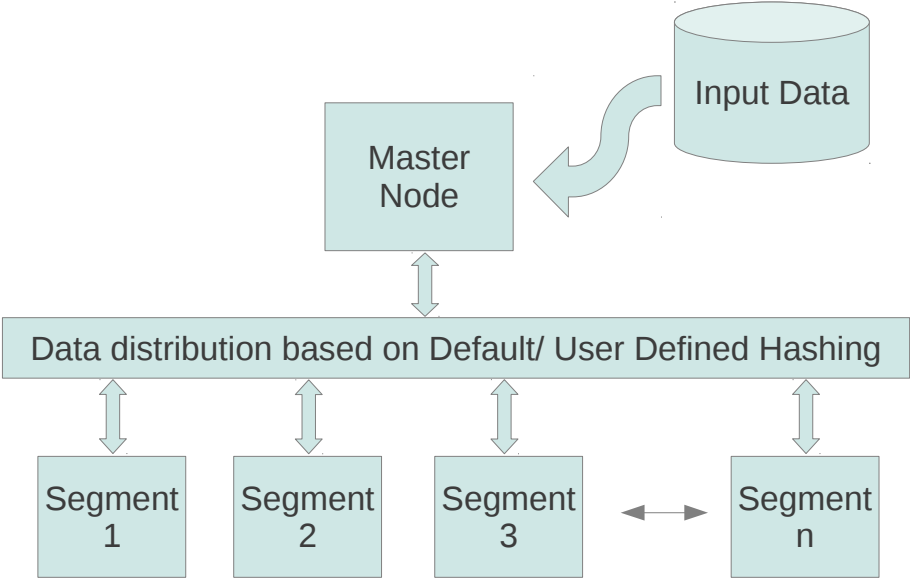 Input Data
Master
Node
Data distribution based on Default/ User Defined Hashing
Segment
1
Segment
2
Segment
3
Segment
n